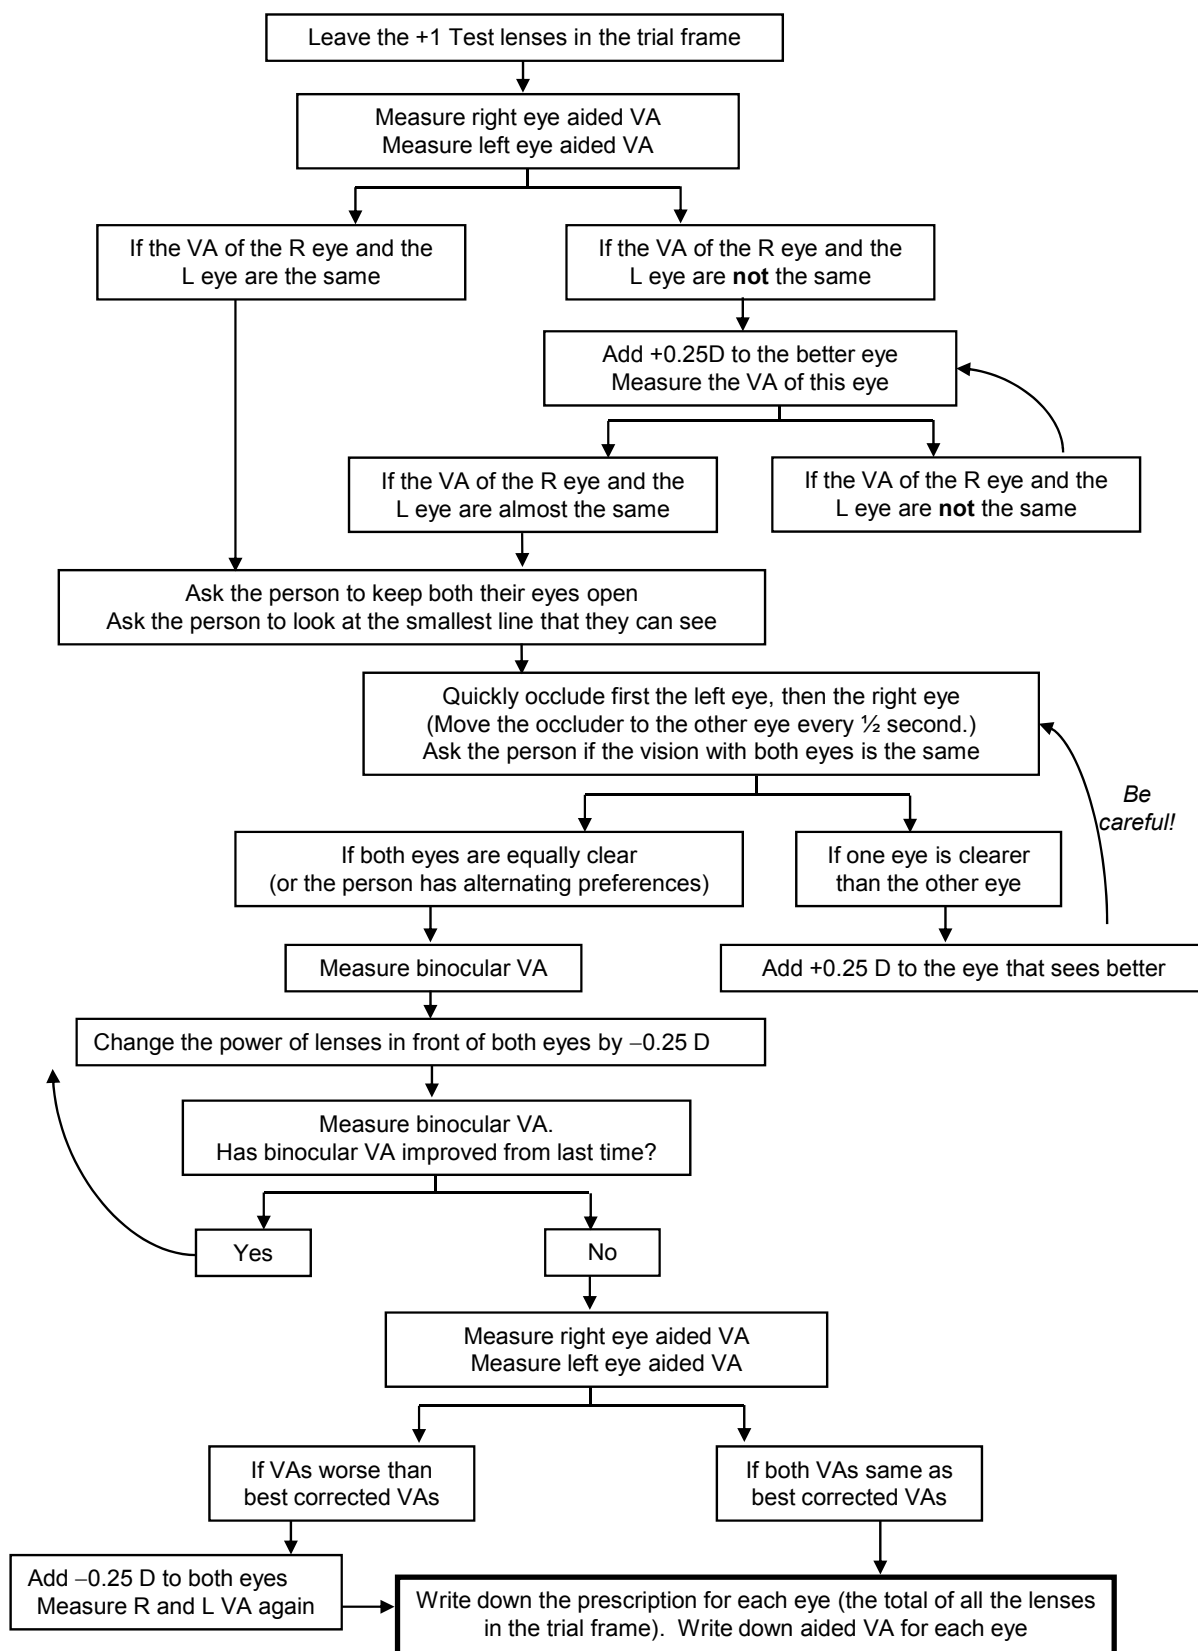 Leave the +1 Test lenses in the trial frame
Measure right eye aided VA
Measure left eye aided VA
If the VA of the R eye and the
L eye are the same
If the VA of the R eye and the
L eye are not the same
Add +0.25D to the better eye
Measure the VA of this eye
If the VA of the R eye and the
L eye are almost the same
If the VA of the R eye and the
L eye are not the same
Ask the person to keep both their eyes open
Ask the person to look at the smallest line that they can see
Quickly occlude first the left eye, then the right eye
(Move the occluder to the other eye every ½ second.)
Ask the person if the vision with both eyes is the same
Be
careful!
If both eyes are equally clear
(or the person has alternating preferences)
If one eye is clearer
than the other eye
Measure binocular VA
Add +0.25 D to the eye that sees better
Change the power of lenses in front of both eyes by −0.25 D
Measure binocular VA.
Has binocular VA improved from last time?
Yes
No
Measure right eye aided VA
Measure left eye aided VA
If VAs worse than
best corrected VAs
If both VAs same as
best corrected VAs
Add −0.25 D to both eyes
Measure R and L VA again
Write down the prescription for each eye (the total of all the lenses
in the trial frame). Write down aided VA for each eye